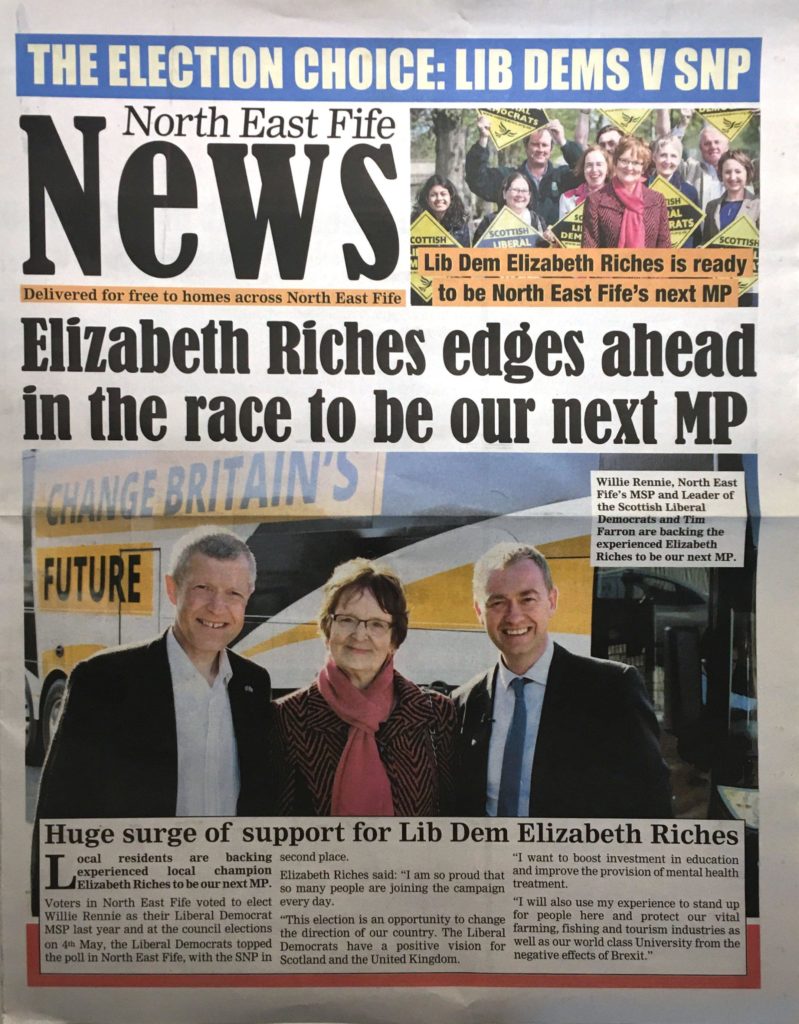 THE ELECTION CHOICE: LIB DEMS V SNP
North East Fife
News
Delivered for free to homes across North East Fife
SCOTTISH
SCOTTISH
LIBERAL
SCOTTISH
Lib Dem Elizabeth Riches is ready
to be North East Fife's next MP
Elizabeth Riches edges ahead
in the race to be our next MP
CHANGE BRITAIN'S
FUTURE
Willie Rennie, North East
Fife's MSP and Leader of
the Scottish Liberal
Democrats and Tim
Farron are backing the
experienced Elizabeth
Riches to be our next MP.
Huge surge of support for Lib Dem Elizabeth Riches
Local residents are backing
experienced local champion
Elizabeth Riches to be our next MP.
Voters in North East Fife voted to elect
Willie Rennie as their Liberal Democrat
MSP last year and at the council elections
on 4th May, the Liberal Democrats topped
the poll in North East Fife, with the SNP in
second place.
Elizabeth Riches said: "I am so proud that
so many people are joining the campaign
every day.
"This election is an opportunity to change
the direction of our country. The Liberal
Democrats have a positive vision for
Scotland and the United Kingdom.
"I want to boost investment in education
and improve the provision of mental health
treatment.
"I will also use my experience to stand up
for people here and protect our vital
farming, fishing and tourism industries as
well as our world class University from the
negative effects of Brexit."